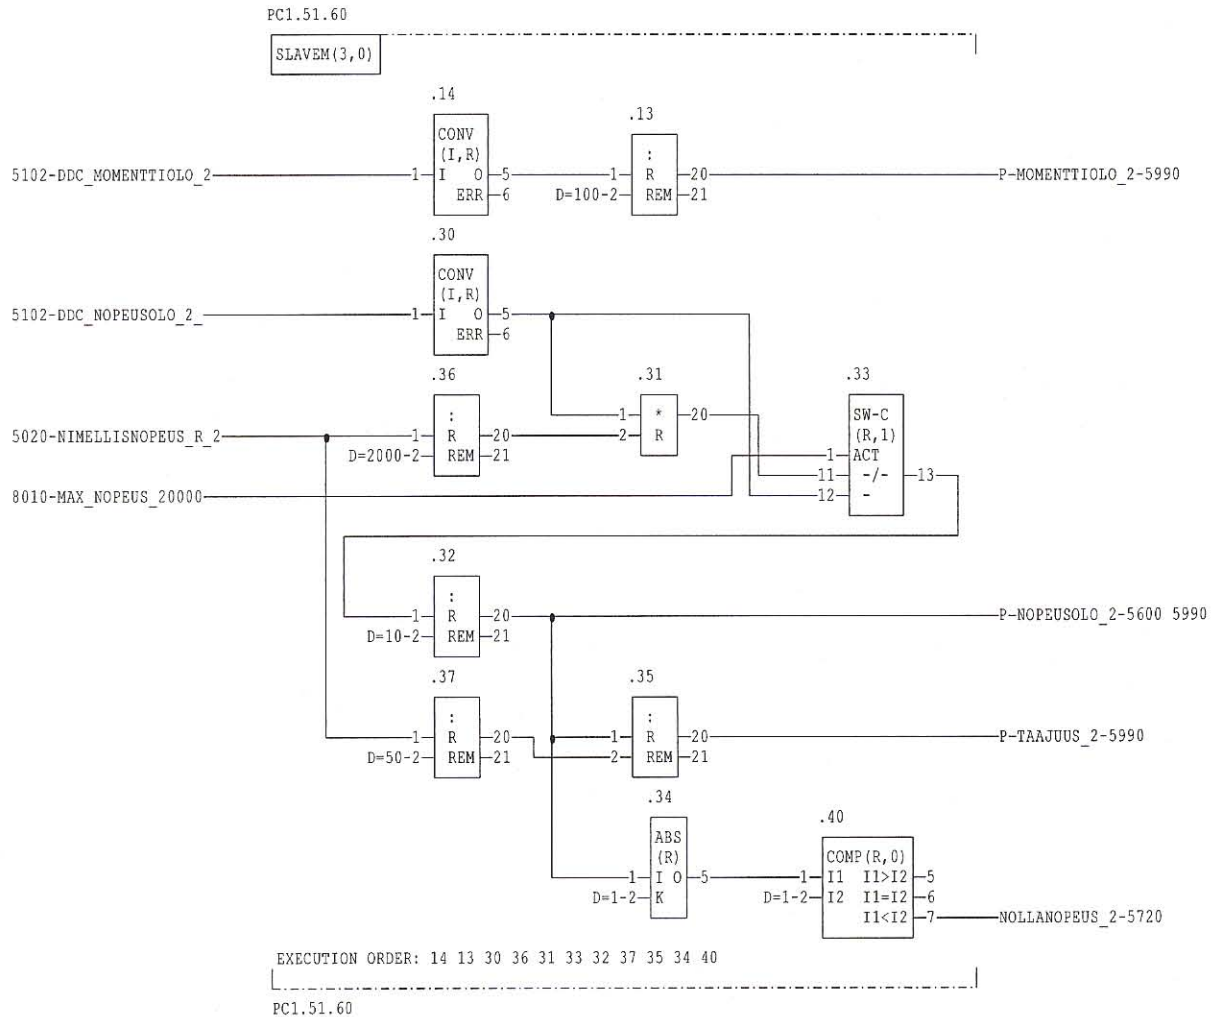 PC1.51.60
SLAVEM(3,0)
.14
.13
CONV
(I,R)
:
5102-DDC_MOMENTTIOLO_2 1 I O 5 1 R 20 P-MOMENTTIOLO_2-5990
ERR 6 D=100-2 REM 21
.30
CONV
(I,R)
5102-DDC_NOPEUSOLO_2_ 1 I O 5
ERR 6
.36 .31 .33
: 1 * 20 SW-C
5020-NIMELLISNOPEUS_R_2 1 R 20 2 R (R,1)
D=2000-2 REM 21 1 ACT
11 -/- 13
8010-MAX_NOPEUS_20000 12 -
.32
:
1 R 20 P-NOPEUSOLO_2-5600 5990
D=10-2 REM 21
.37 .35
: :
1 R 20 1 R 20 P-TAAJUUS_2-5990
D=50-2 REM 21 2 REM 21
.34
.40
ABS
(R) COMP(R,0)
1 I O 5 1 I1 I1>I2 5
D=1-2 K D=1-2 I2 I1=I2 6
I1<I2 7 NOLLANOPEUS_2-5720
EXECUTION ORDER: 14 13 30 36 31 33 32 37 35 34 40
PC1.51.60